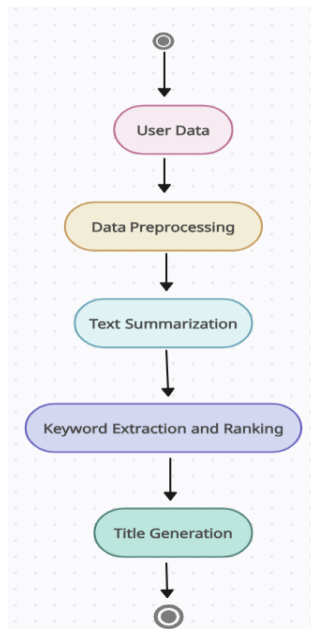 User Data
Data Preprocessing
Text Summarization
Keyword Extraction and Ranking
Title Generation